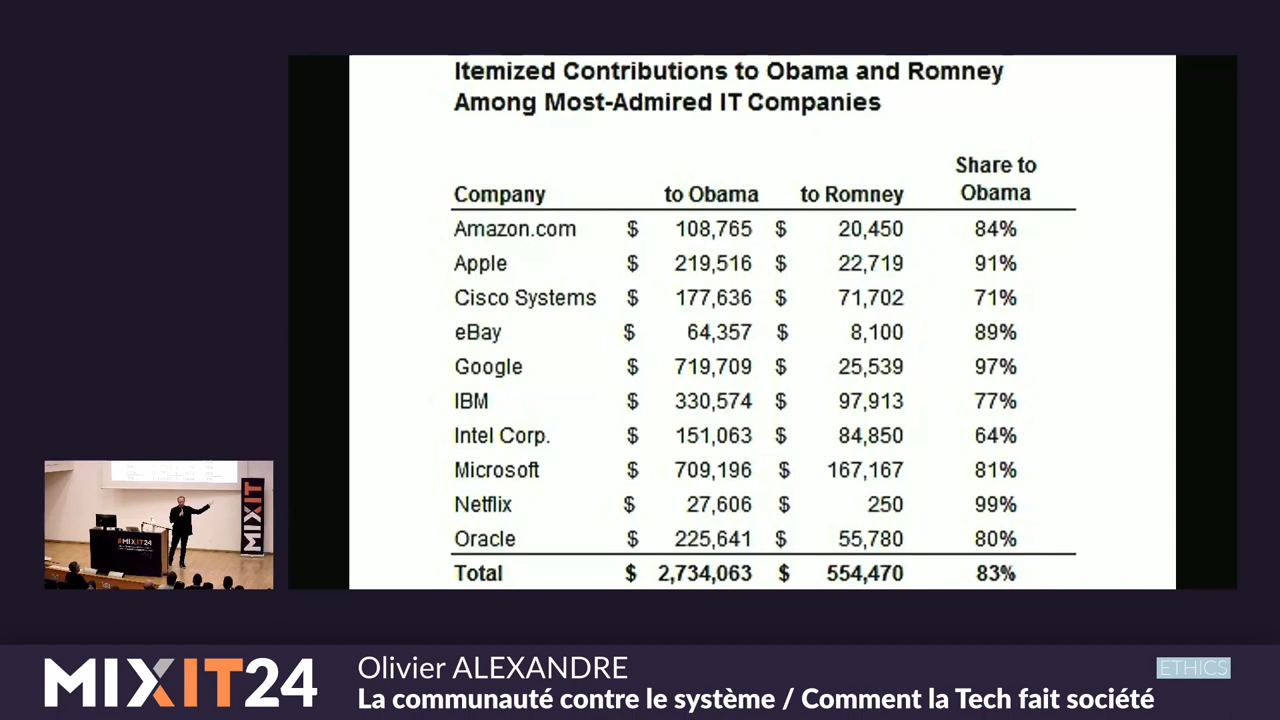 Itemized Contributions to Obama and Romney
Among Most-Admired IT Companies
Company to Obama to Romney Share to Obama
Amazon.com $ 108,765 $ 20,450 84%
Apple $ 219,516 $ 22,719 91%
Cisco Systems $ 177,636 $ 71,702 71%
eBay $ 64,357 $ 8,100 89%
Google $ 719,709 $ 25,539 97%
IBM $ 330,574 $ 97,913 77%
Intel Corp. $ 151,063 $ 84,850 64%
Microsoft $ 709,196 $ 167,167 81%
Netflix $ 27,606 $ 250 99%
Oracle $ 225,641 $ 55,780 80%
Total $ 2,734,063 $ 554,470 83%
MIXIT
#MIXIT24
MIXIT24
Olivier ALEXANDRE
ETHICS
La communauté contre le système / Comment la Tech fait société